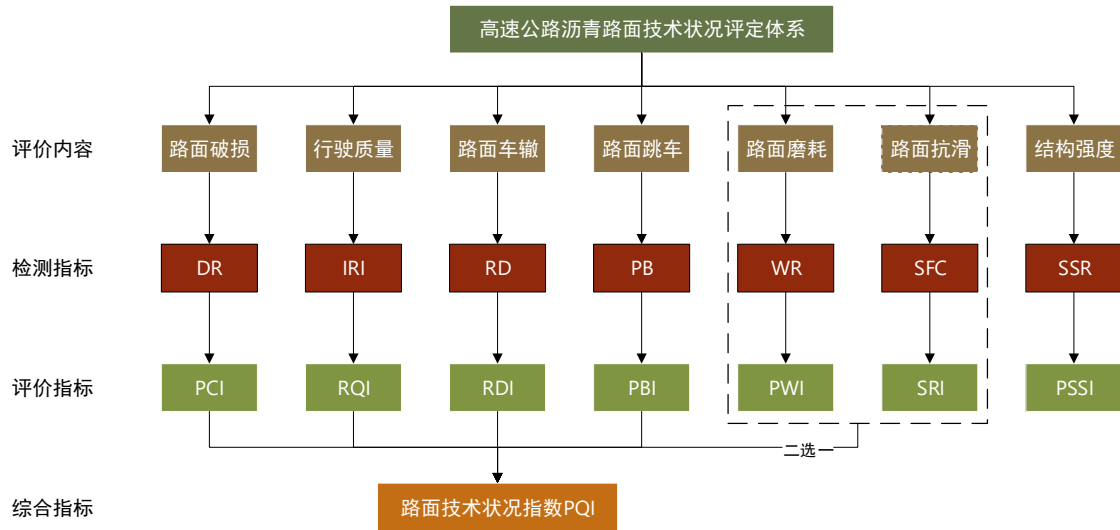 高速公路沥青路面技术状况评定体系
评价内容
路面破损
行驶质量
路面车辙
路面跳车
路面磨耗
路面抗滑
结构强度
检测指标
DR
IRI
RD
PB
WR
SFC
SSR
评价指标
PCI
RQI
RDI
PBI
PWI
SRI
PSSI
二选一
综合指标
路面技术状况指数PQI